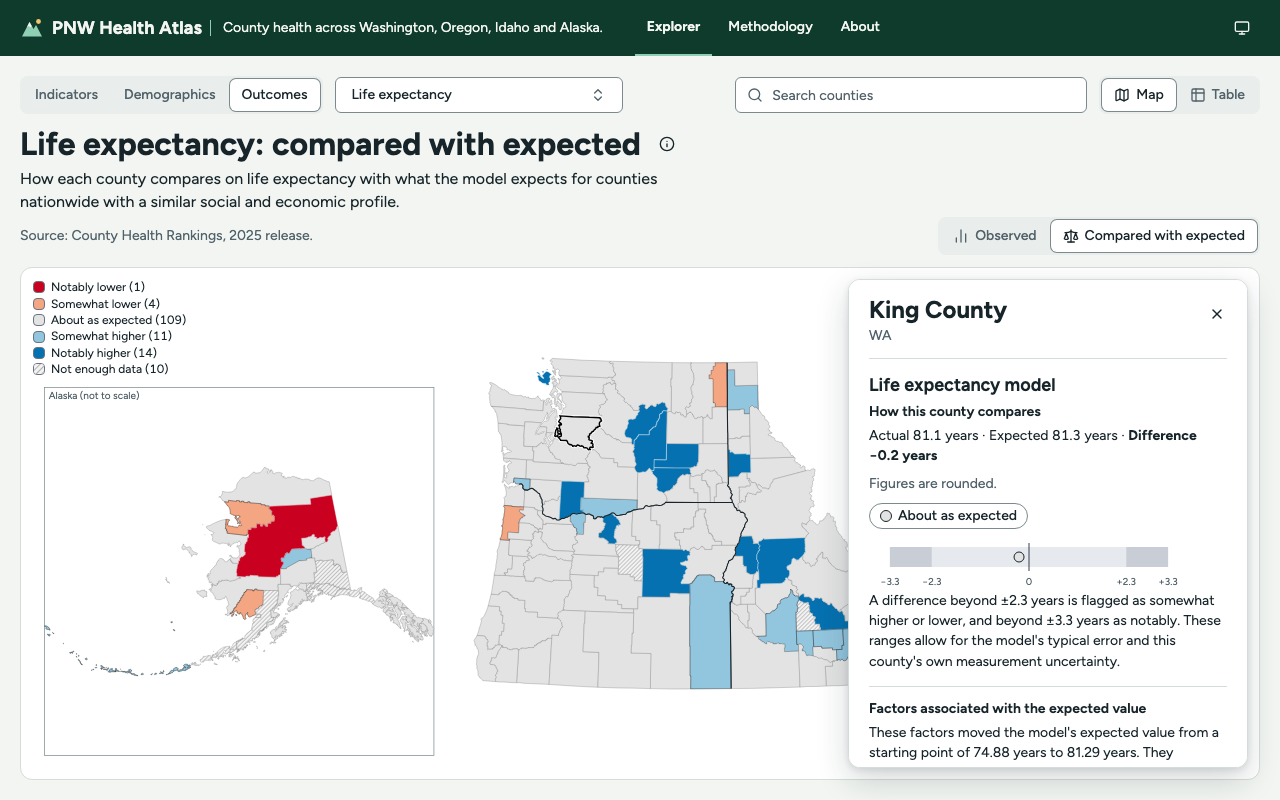 PNW Health Atlas
County health across Washington, Oregon, Idaho and Alaska.
Explorer
Methodology
About
Indicators
Demographics
Outcomes
Life expectancy
Search counties
Map
Table
Life expectancy: compared with expected
How each county compares on life expectancy with what the model expects for counties
nationwide with a similar social and economic profile.
Source: County Health Rankings, 2025 release.
Observed
Compared with expected
Notably lower (1)
Somewhat lower (4)
About as expected (109)
Somewhat higher (11)
Notably higher (14)
Not enough data (10)
Alaska (not to scale)
King County
WA
Life expectancy model
How this county compares
Actual 81.1 years · Expected 81.3 years · Difference
−0.2 years
Figures are rounded.
About as expected
−3.3 −2.3 0 +2.3 +3.3
A difference beyond ±2.3 years is flagged as somewhat
higher or lower, and beyond ±3.3 years as notably. These
ranges allow for the model's typical error and this
county's own measurement uncertainty.
Factors associated with the expected value
These factors moved the model's expected value from a
starting point of 74.88 years to 81.29 years. They